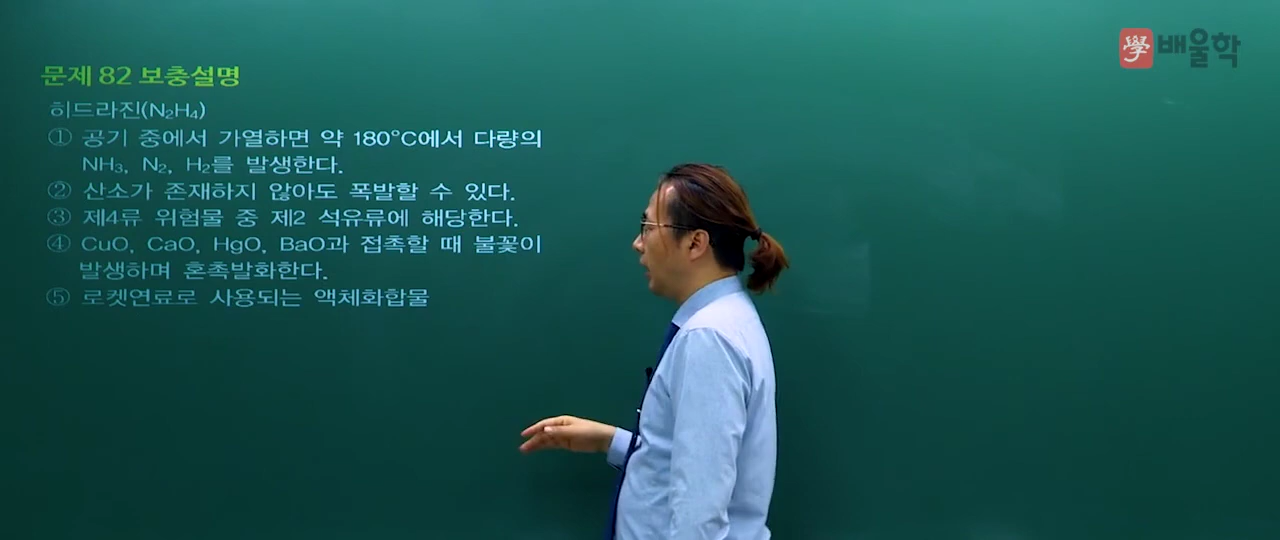 學 배울학
문제 82 보충설명
히드라진(N₂H₄)
① 공기 중에서 가열하면 약 180°C에서 다량의
NH₃, N₂, H₂를 발생한다.
② 산소가 존재하지 않아도 폭발할 수 있다.
③ 제4류 위험물 중 제2 석유류에 해당한다.
④ CuO, CaO, HgO, BaO과 접촉할 때 불꽃이
발생하며 혼촉발화한다.
⑤ 로켓연료로 사용되는 액체화합물